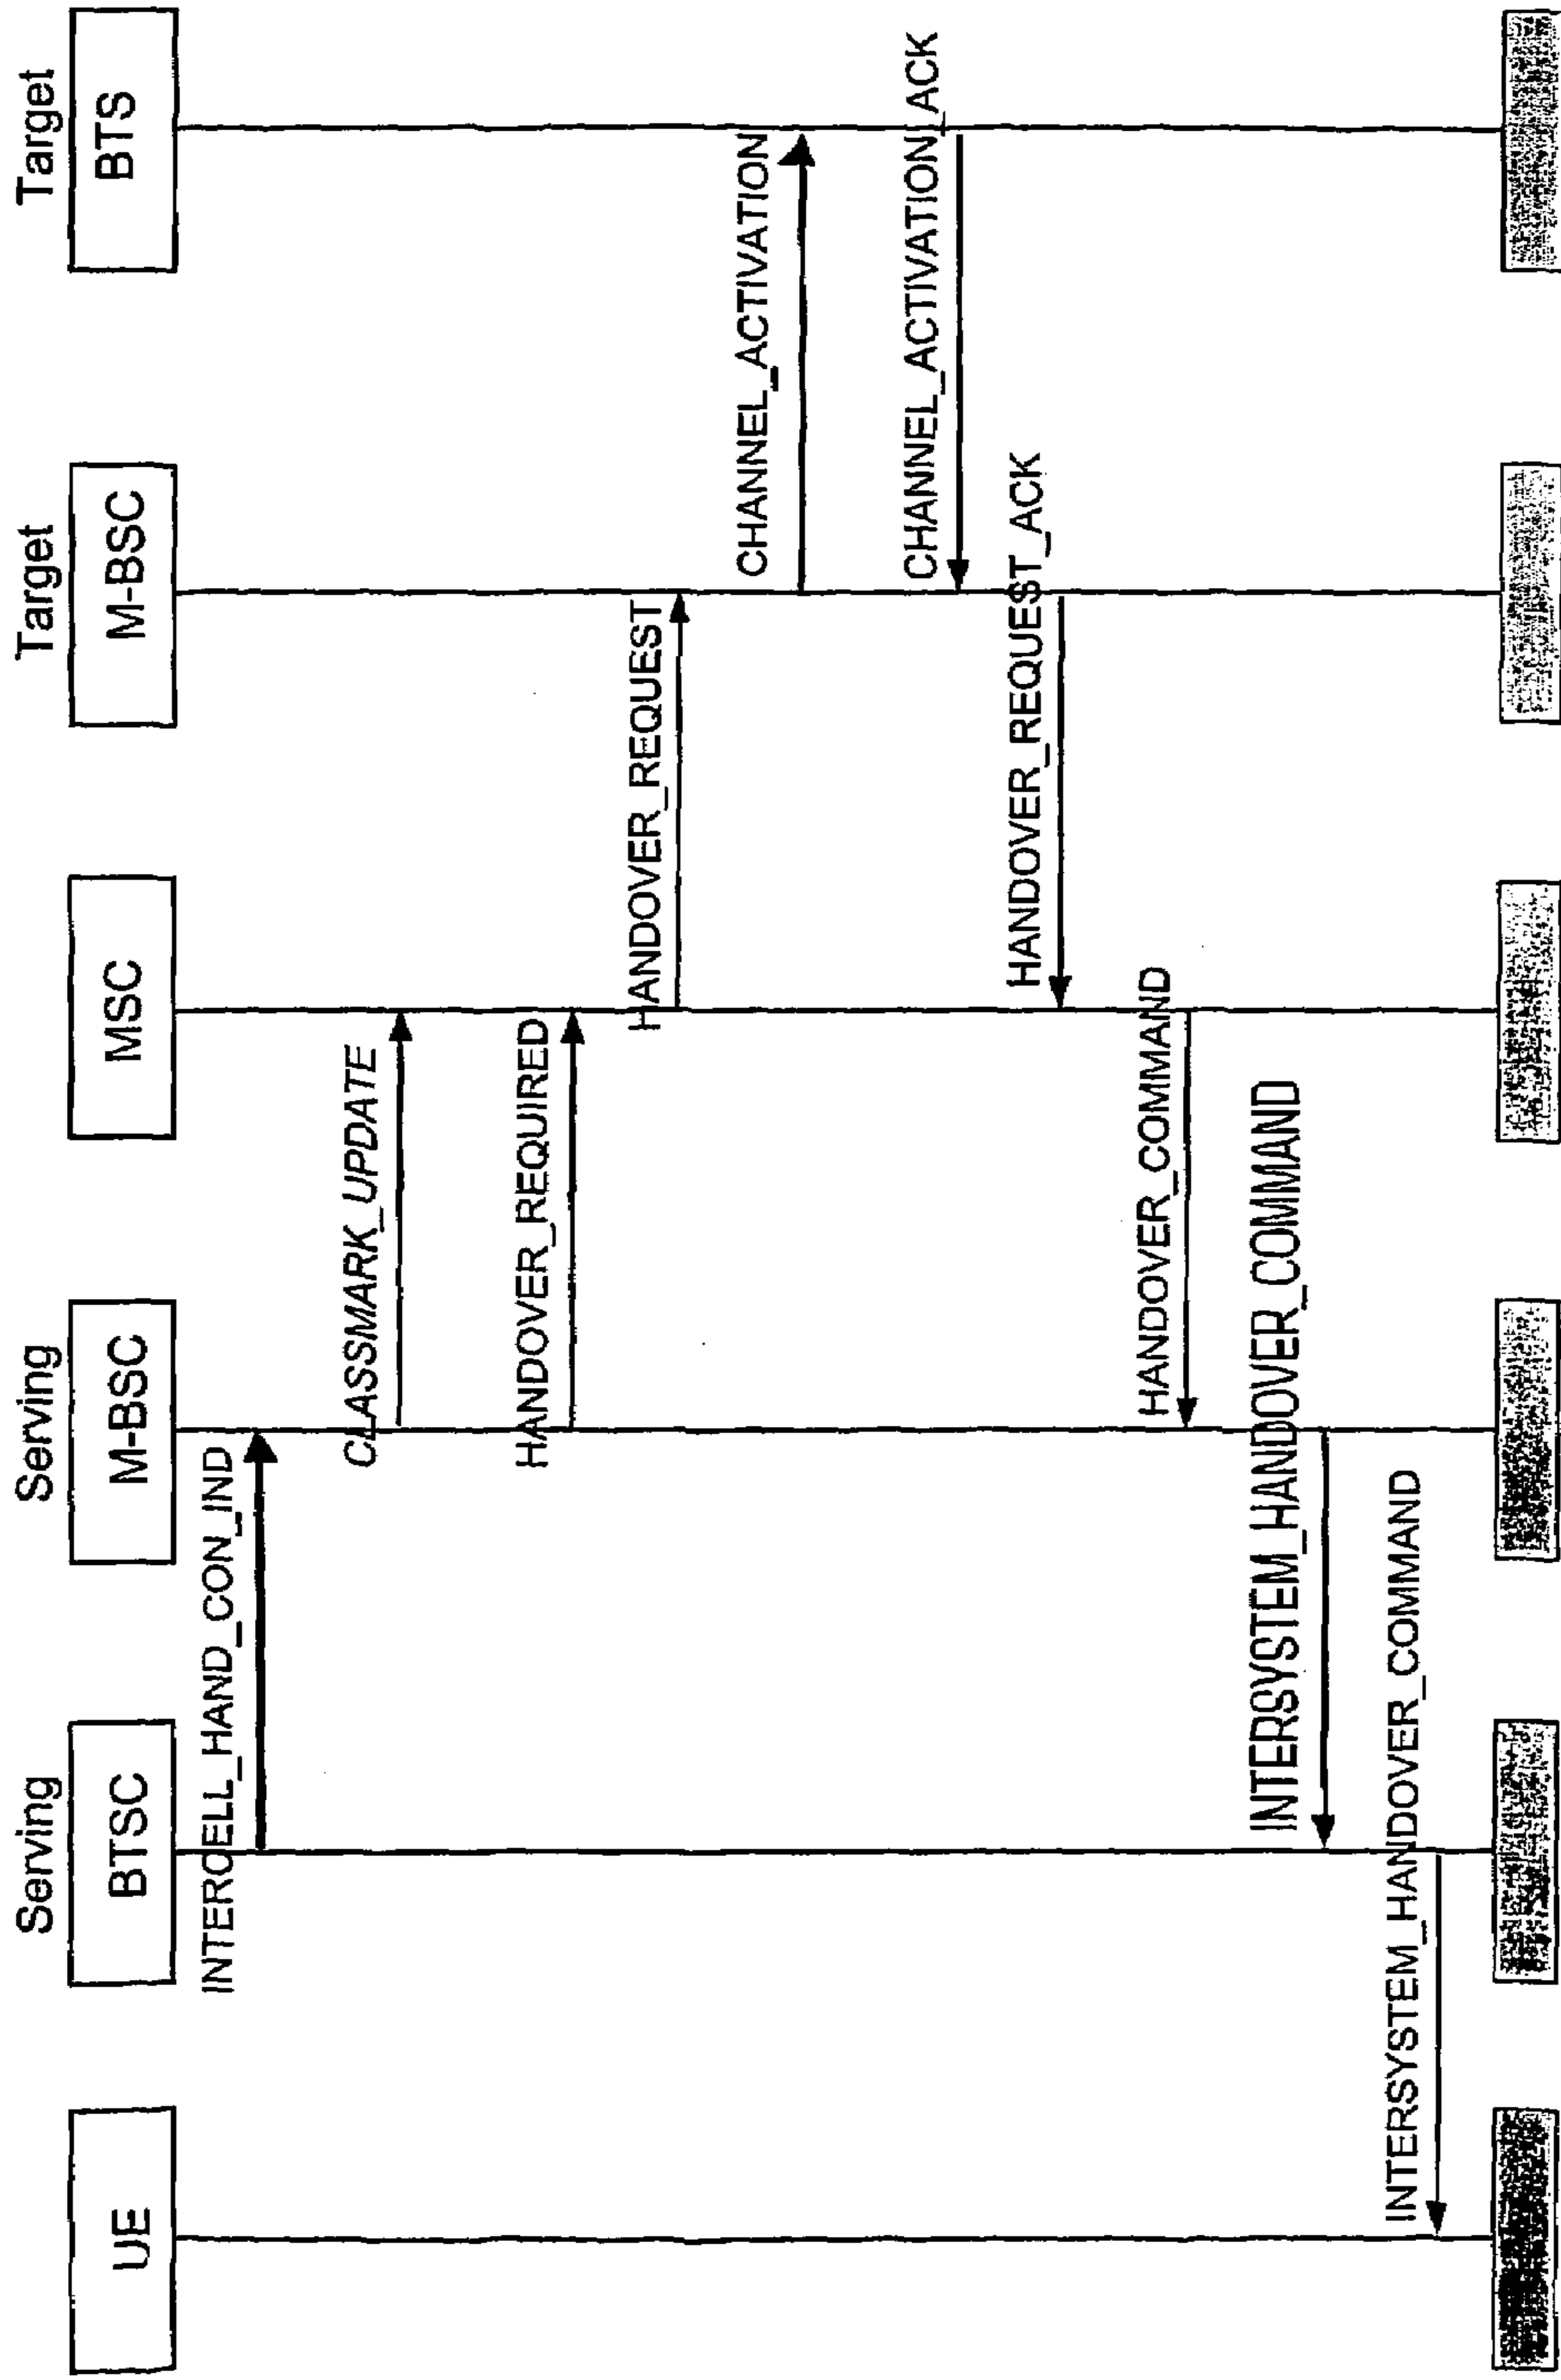 UE
Serving
BTSC
Serving
M-BSC
MSC
Target
M-BSC
Target
BTS
INTERCELL_HAND_CON_IND
CLASSMARK_UPDATE
HANDOVER_REQUIRED
HANDOVER_REQUEST
CHANNEL_ACTIVATION
CHANNEL_ACTIVATION_ACK
HANDOVER_REQUEST_ACK
HANDOVER_COMMAND
INTERSYSTEM_HANDOVER_COMMAND
INTERSYSTEM_HANDOVER_COMMAND